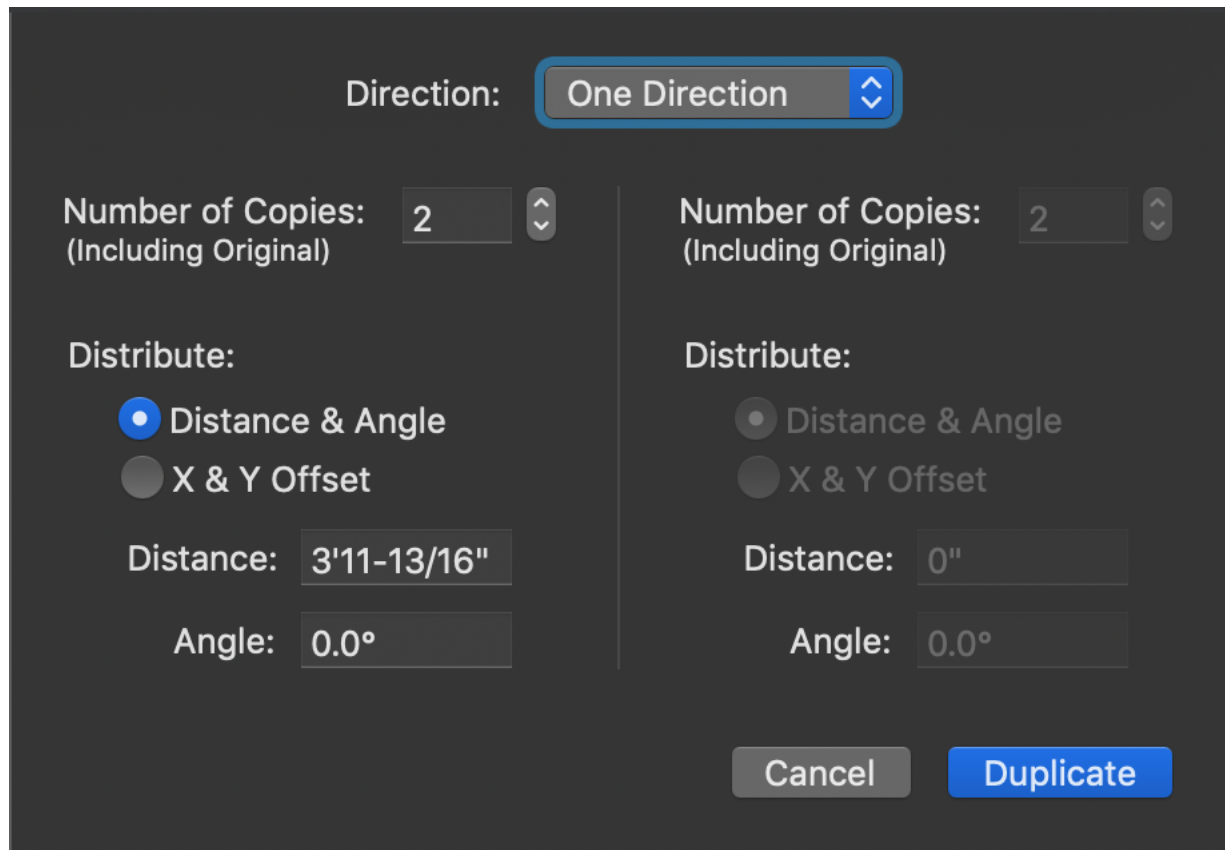 Direction: One Direction
Number of Copies: 2
(Including Original)
Distribute:
Distance & Angle
X & Y Offset
Distance: 3'11-13/16"
Angle: 0.0°
Number of Copies: 2
(Including Original)
Distribute:
Distance & Angle
X & Y Offset
Distance: 0"
Angle: 0.0°
Cancel Duplicate